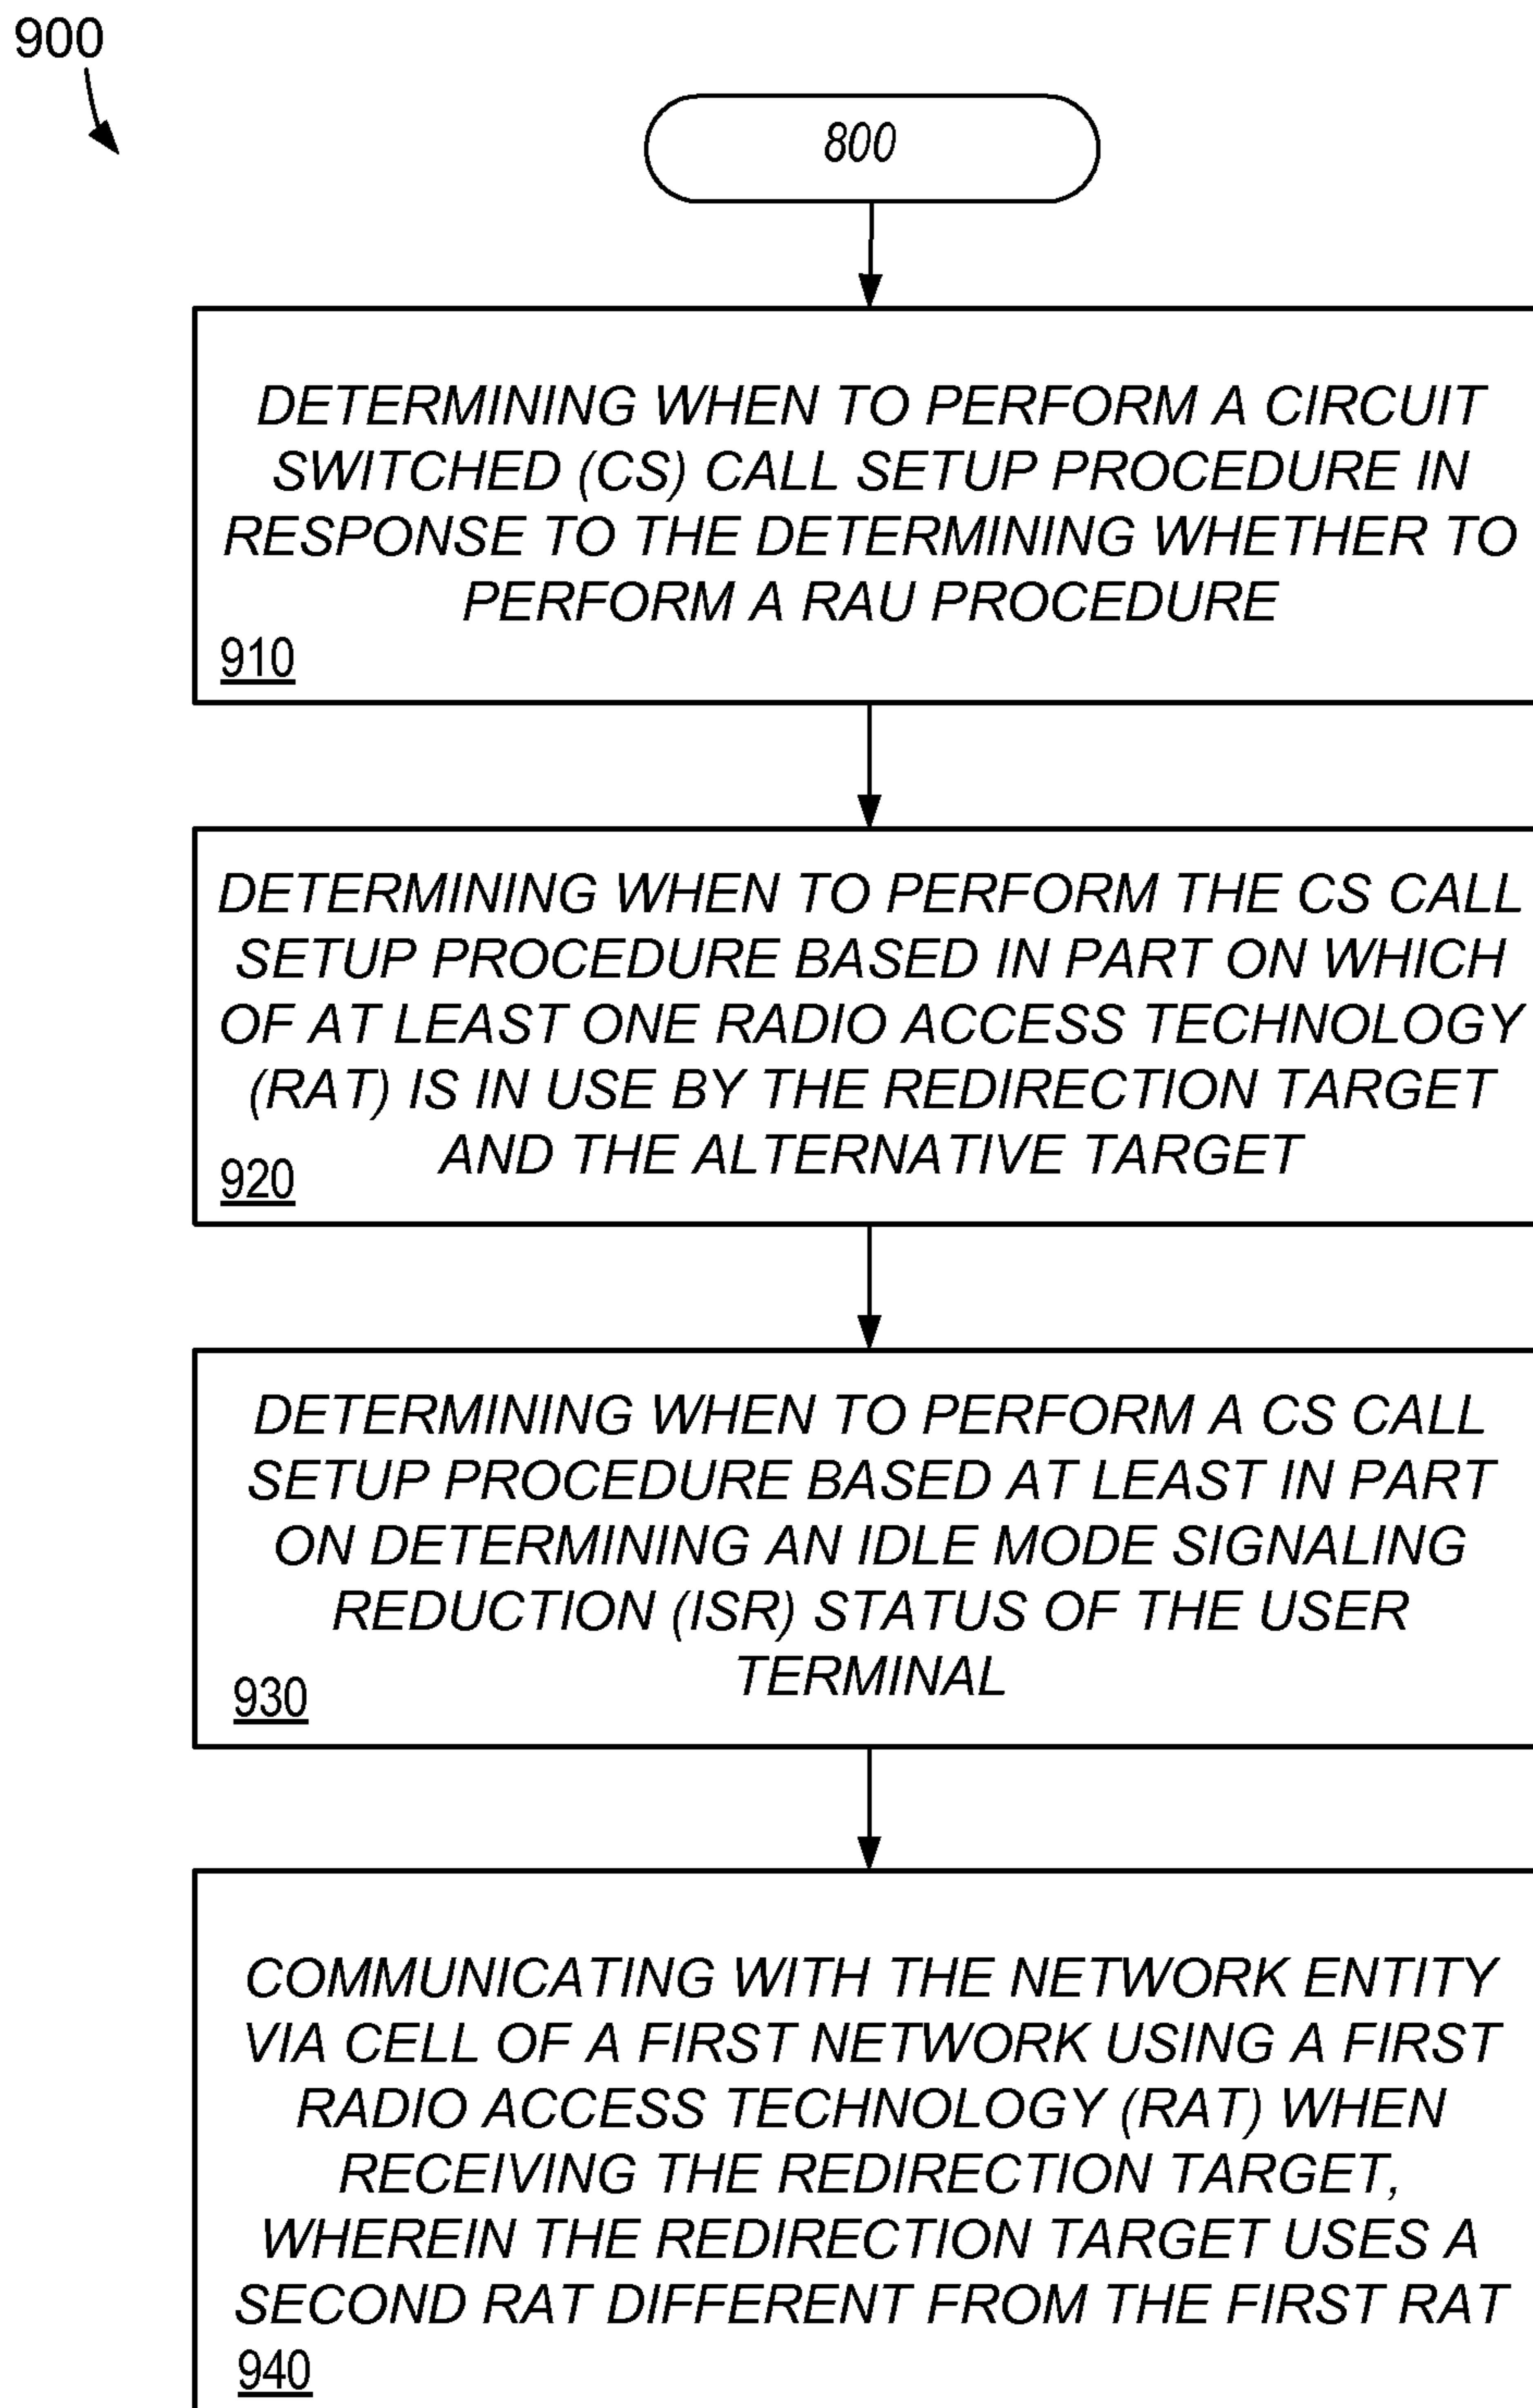 900
800
DETERMINING WHEN TO PERFORM A CIRCUIT
SWITCHED (CS) CALL SETUP PROCEDURE IN
RESPONSE TO THE DETERMINING WHETHER TO
PERFORM A RAU PROCEDURE
910
DETERMINING WHEN TO PERFORM THE CS CALL
SETUP PROCEDURE BASED IN PART ON WHICH
OF AT LEAST ONE RADIO ACCESS TECHNOLOGY
(RAT) IS IN USE BY THE REDIRECTION TARGET
AND THE ALTERNATIVE TARGET
920
DETERMINING WHEN TO PERFORM A CS CALL
SETUP PROCEDURE BASED AT LEAST IN PART
ON DETERMINING AN IDLE MODE SIGNALING
REDUCTION (ISR) STATUS OF THE USER
TERMINAL
930
COMMUNICATING WITH THE NETWORK ENTITY
VIA CELL OF A FIRST NETWORK USING A FIRST
RADIO ACCESS TECHNOLOGY (RAT) WHEN
RECEIVING THE REDIRECTION TARGET,
WHEREIN THE REDIRECTION TARGET USES A
SECOND RAT DIFFERENT FROM THE FIRST RAT
940